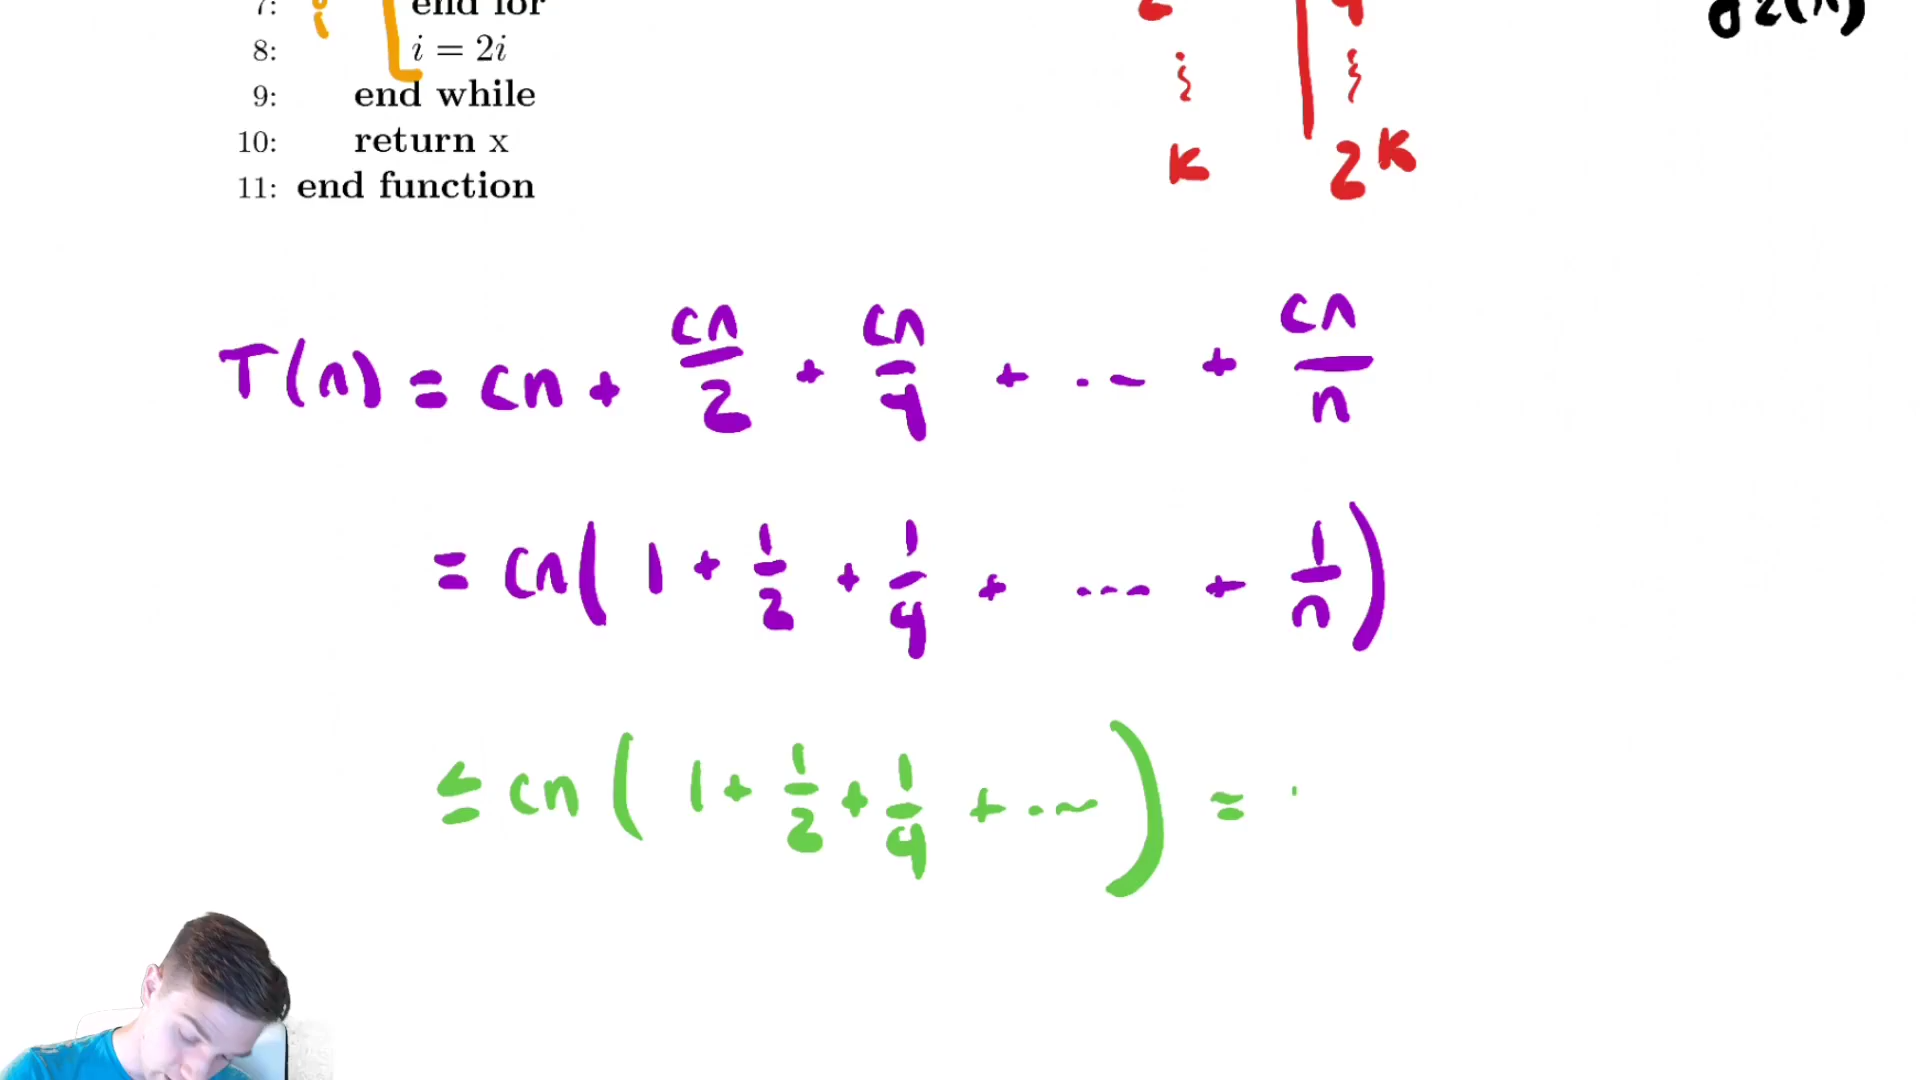 7: end for
8: i = 2i
9: end while
10: return x
11: end function
K 2^K
T(n) = cn + cn/2 + cn/4 + ... + cn/n
= cn( 1 + 1/2 + 1/4 + ... + 1/n )
≤ cn( 1 + 1/2 + 1/4 + ... ) =